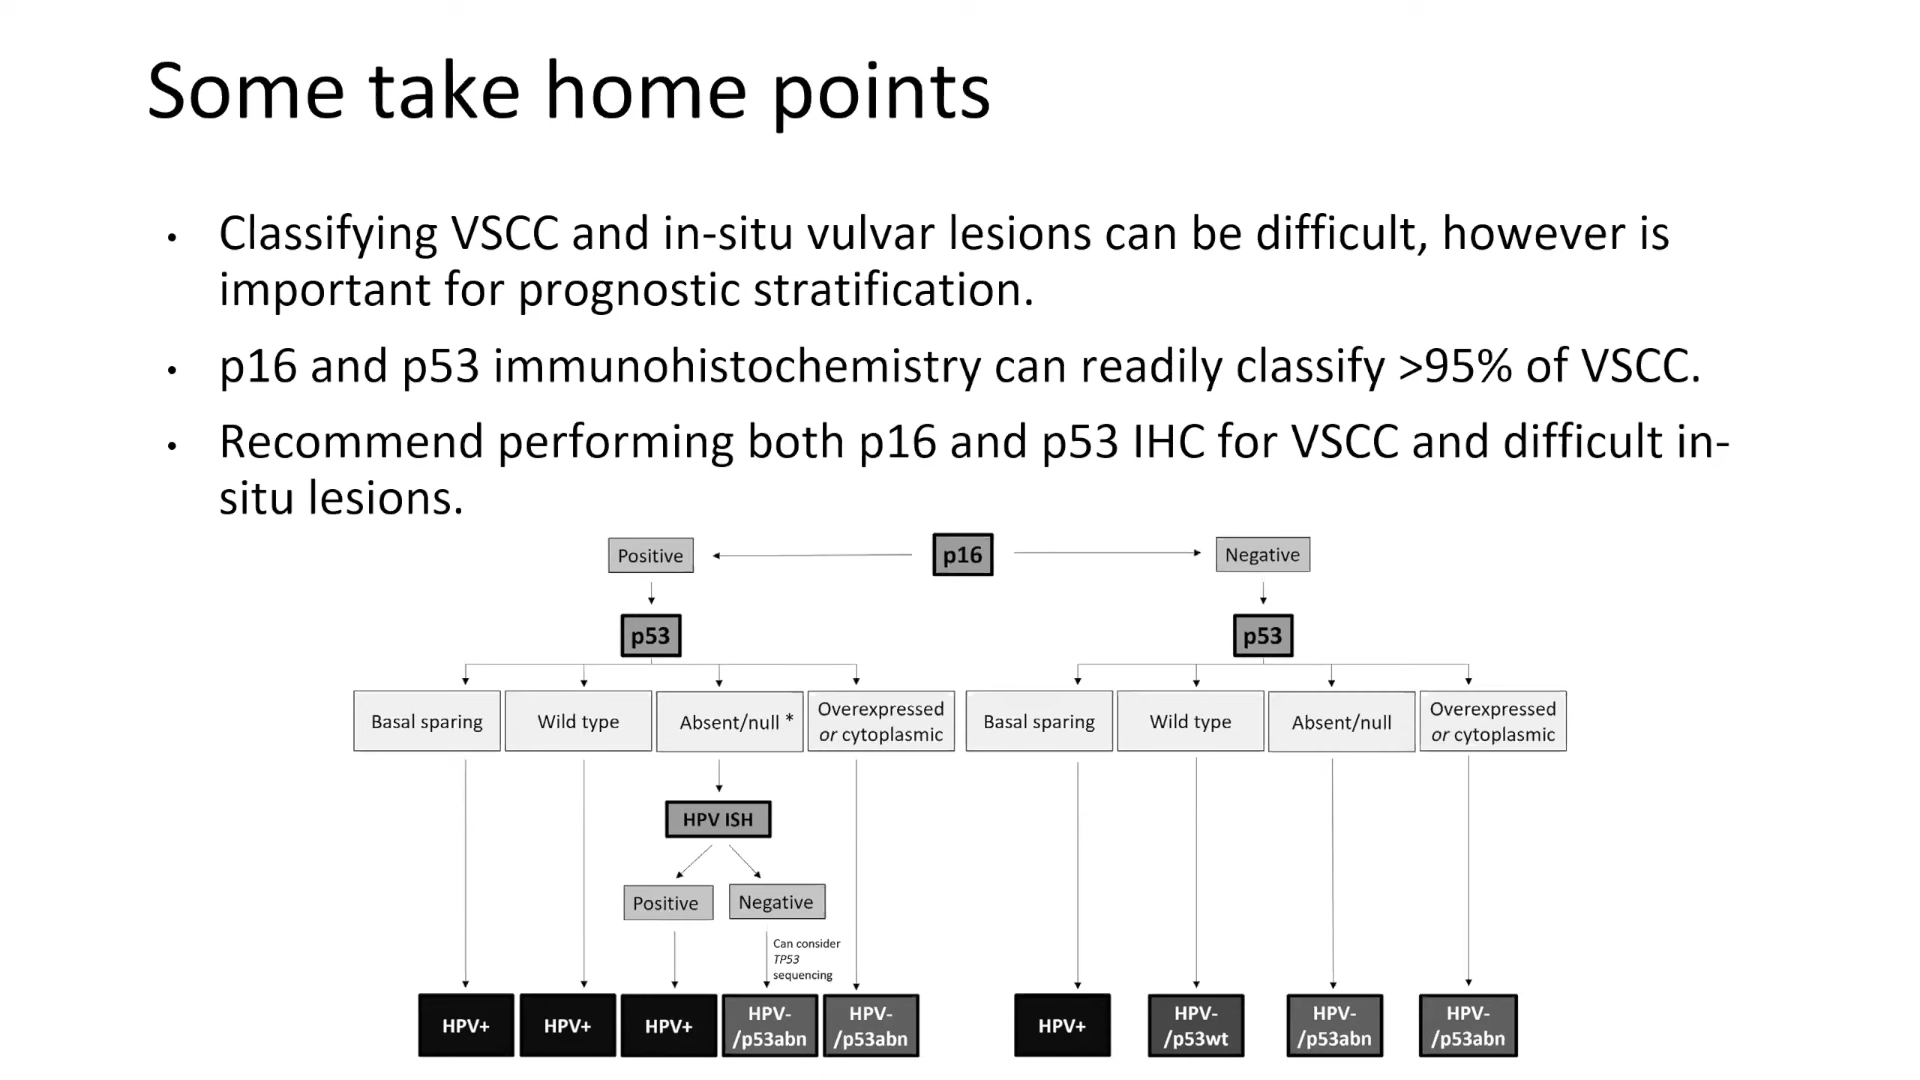 Some take home points
• Classifying VSCC and in-situ vulvar lesions can be difficult, however is
important for prognostic stratification.
• p16 and p53 immunohistochemistry can readily classify >95% of VSCC.
• Recommend performing both p16 and p53 IHC for VSCC and difficult in-
situ lesions.
Positive
p16
Negative
p53
p53
Basal sparing
Wild type
Absent/null *
Overexpressed
or cytoplasmic
Basal sparing
Wild type
Absent/null
Overexpressed
or cytoplasmic
HPV ISH
Positive
Negative
Can consider
TP53
sequencing
HPV+
HPV+
HPV+
HPV-
/p53abn
HPV-
/p53abn
HPV+
HPV-
/p53wt
HPV-
/p53abn
HPV-
/p53abn